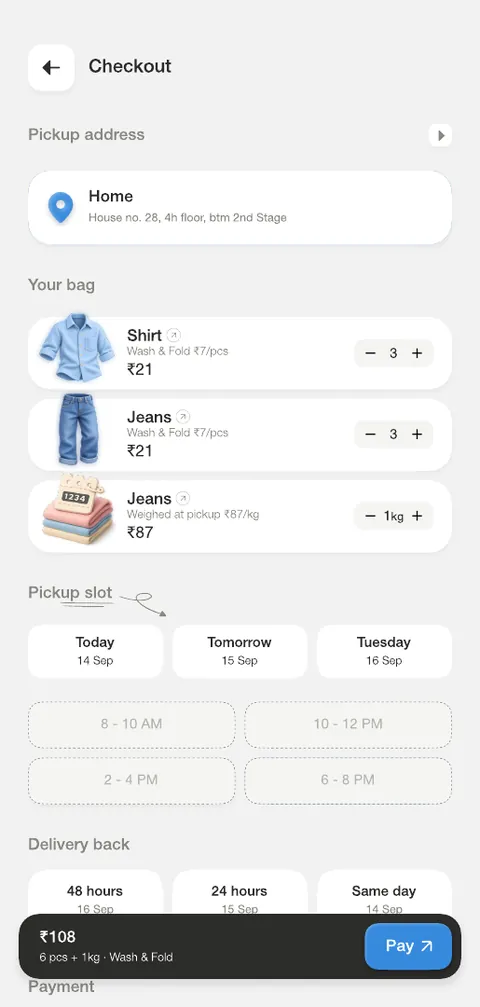 Checkout
Pickup address
Home
House no. 28, 4h floor, btm 2nd Stage
Your bag
Shirt
Wash & Fold ₹7/pcs
₹21
3
Jeans
Wash & Fold ₹7/pcs
₹21
3
1234
Jeans
Weighed at pickup ₹87/kg
₹87
1kg
Pickup slot
Today
14 Sep
Tomorrow
15 Sep
Tuesday
16 Sep
8 - 10 AM
10 - 12 PM
2 - 4 PM
6 - 8 PM
Delivery back
48 hours
16 Sep
24 hours
15 Sep
Same day
14 Sep
₹108
6 pcs + 1kg · Wash & Fold
Pay
Payment